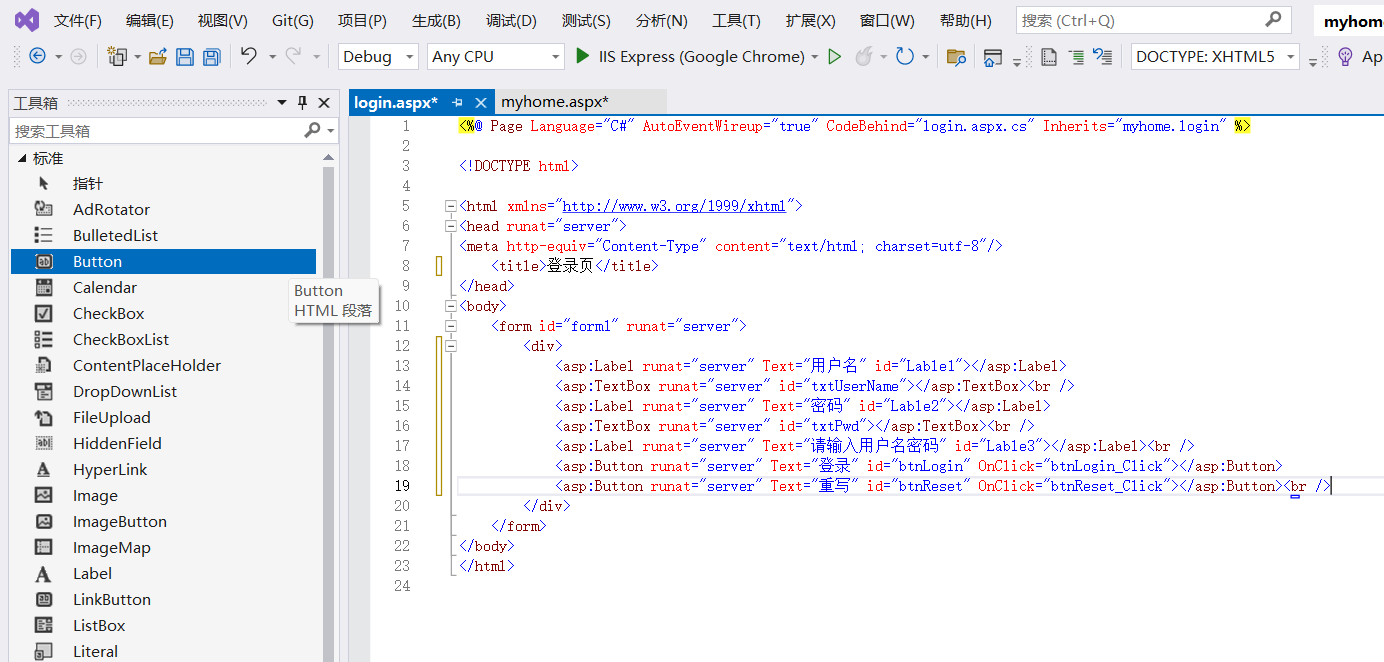 文件(F) 编辑(E) 视图(V) Git(G) 项目(P) 生成(B) 调试(D) 测试(S) 分析(N) 工具(T) 扩展(X) 窗口(W) 帮助(H) 搜索 (Ctrl+Q) myhom
Debug Any CPU IIS Express (Google Chrome) DOCTYPE: XHTML5 Ap
工具箱
搜索工具箱
标准
指针
AdRotator
BulletedList
Button
Calendar
CheckBox
CheckBoxList
ContentPlaceHolder
DropDownList
FileUpload
HiddenField
HyperLink
Image
ImageButton
ImageMap
Label
LinkButton
ListBox
Literal
Button
HTML 段落
login.aspx* myhome.aspx*
1 <%@ Page Language="C#" AutoEventWireup="true" CodeBehind="login.aspx.cs" Inherits="myhome.login" %>
2
3 <!DOCTYPE html>
4
5 <html xmlns="http://www.w3.org/1999/xhtml">
6 <head runat="server">
7 <meta http-equiv="Content-Type" content="text/html; charset=utf-8"/>
8 <title>登录页</title>
9 </head>
10 <body>
11 <form id="form1" runat="server">
12 <div>
13 <asp:Label runat="server" Text="用户名" id="Lable1"></asp:Label>
14 <asp:TextBox runat="server" id="txtUserName"></asp:TextBox><br />
15 <asp:Label runat="server" Text="密码" id="Lable2"></asp:Label>
16 <asp:TextBox runat="server" id="txtPwd"></asp:TextBox><br />
17 <asp:Label runat="server" Text="请输入用户名密码" id="Lable3"></asp:Label><br />
18 <asp:Button runat="server" Text="登录" id="btnLogin" OnClick="btnLogin_Click"></asp:Button>
19 <asp:Button runat="server" Text="重写" id="btnReset" OnClick="btnReset_Click"></asp:Button><br />
20 </div>
21 </form>
22 </body>
23 </html>
24